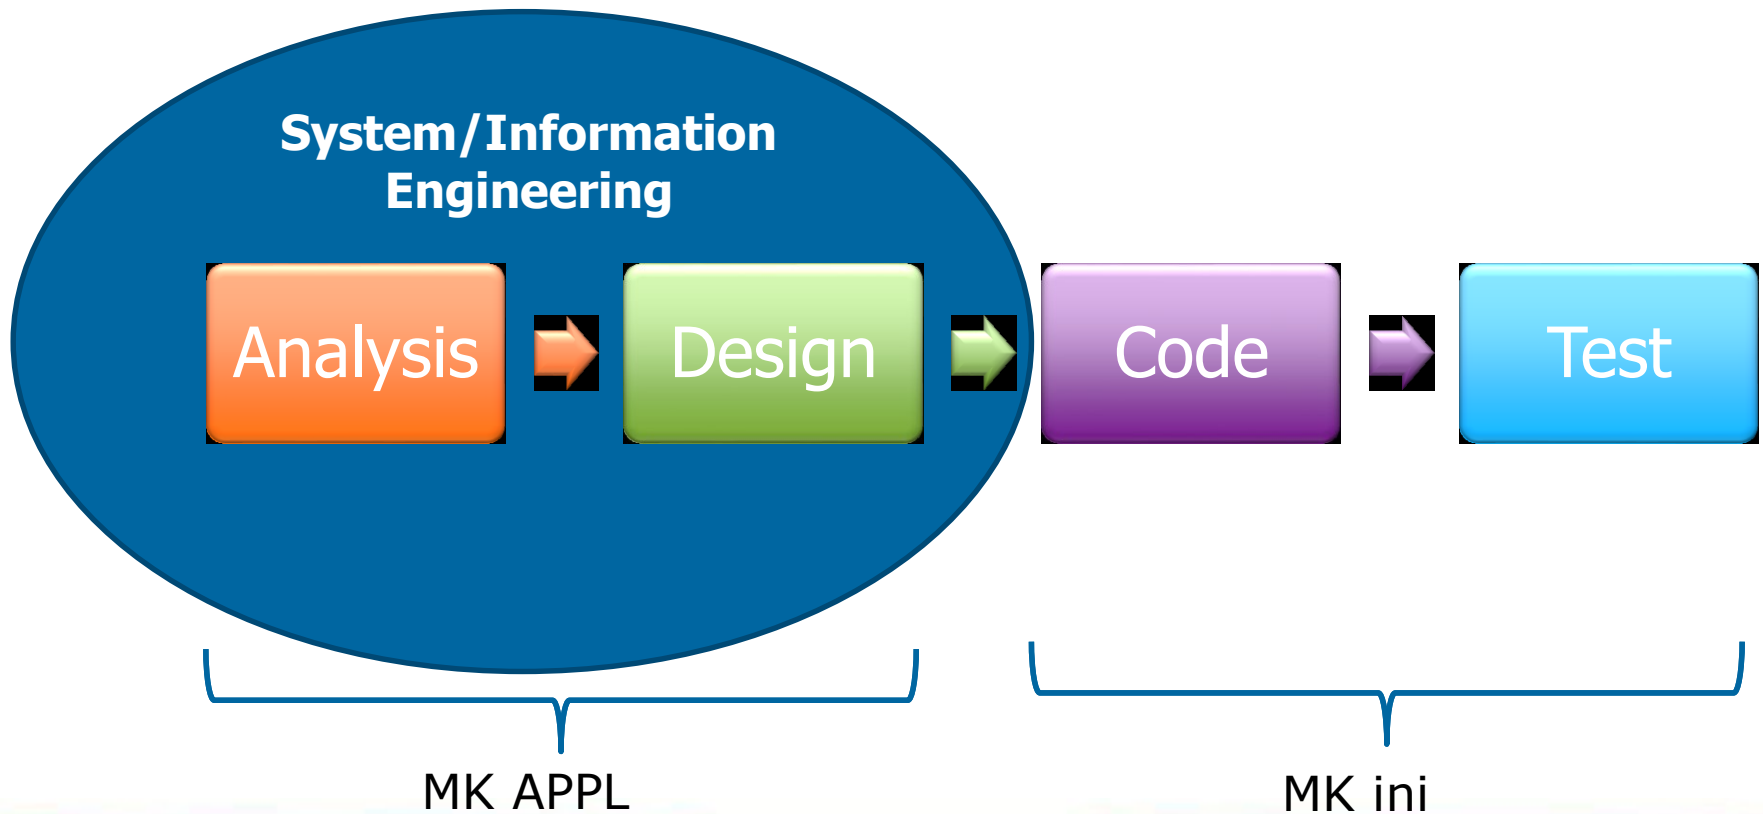 System/Information
Engineering
Analysis
Design
Code
Test
MK APPL
MK ini